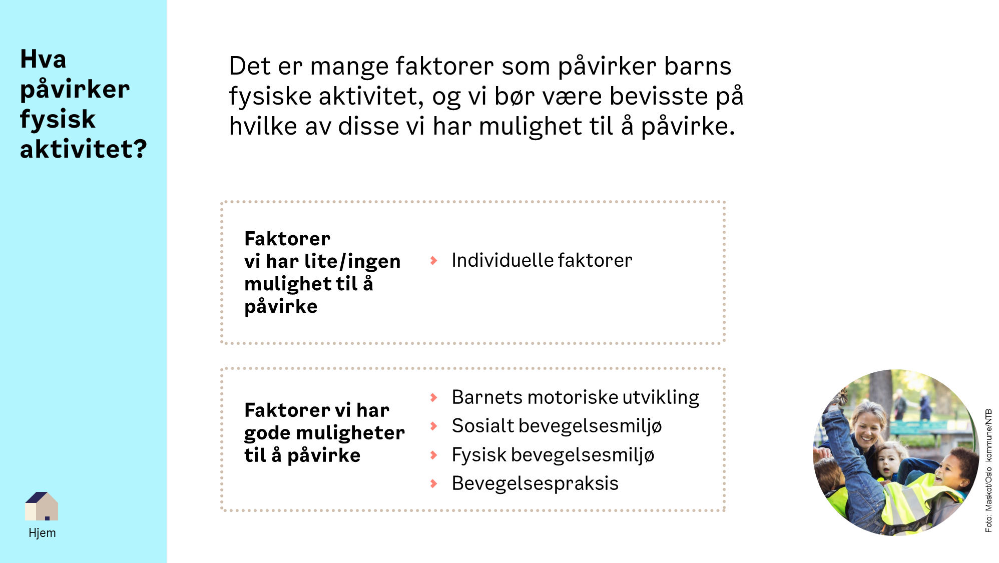 Hva
påvirker
fysisk
aktivitet?
Det er mange faktorer som påvirker barns
fysiske aktivitet, og vi bør være bevisste på
hvilke av disse vi har mulighet til å påvirke.
Faktorer
vi har lite/ingen
mulighet til å
påvirke
Individuelle faktorer
Faktorer vi har
gode muligheter
til å påvirke
Barnets motoriske utvikling
Sosialt bevegelsesmiljø
Fysisk bevegelsesmiljø
Bevegelsespraksis
Hjem
Foto: Maskot/Oslo kommune/NTB